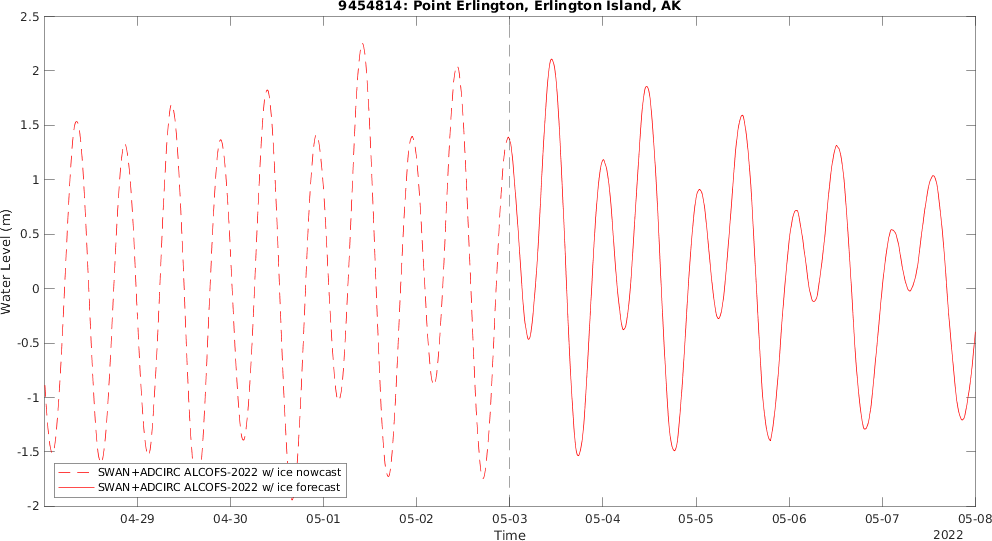 9454814: Point Erlington, Erlington Island, AK
2.5
2
1.5
1
0.5
0
-0.5
-1
-1.5
-2
Water Level (m)
SWAN+ADCIRC ALCOFS-2022 w/ ice nowcast
SWAN+ADCIRC ALCOFS-2022 w/ ice forecast
04-29 04-30 05-01 05-02 05-03 05-04 05-05 05-06 05-07 05-08
Time
2022